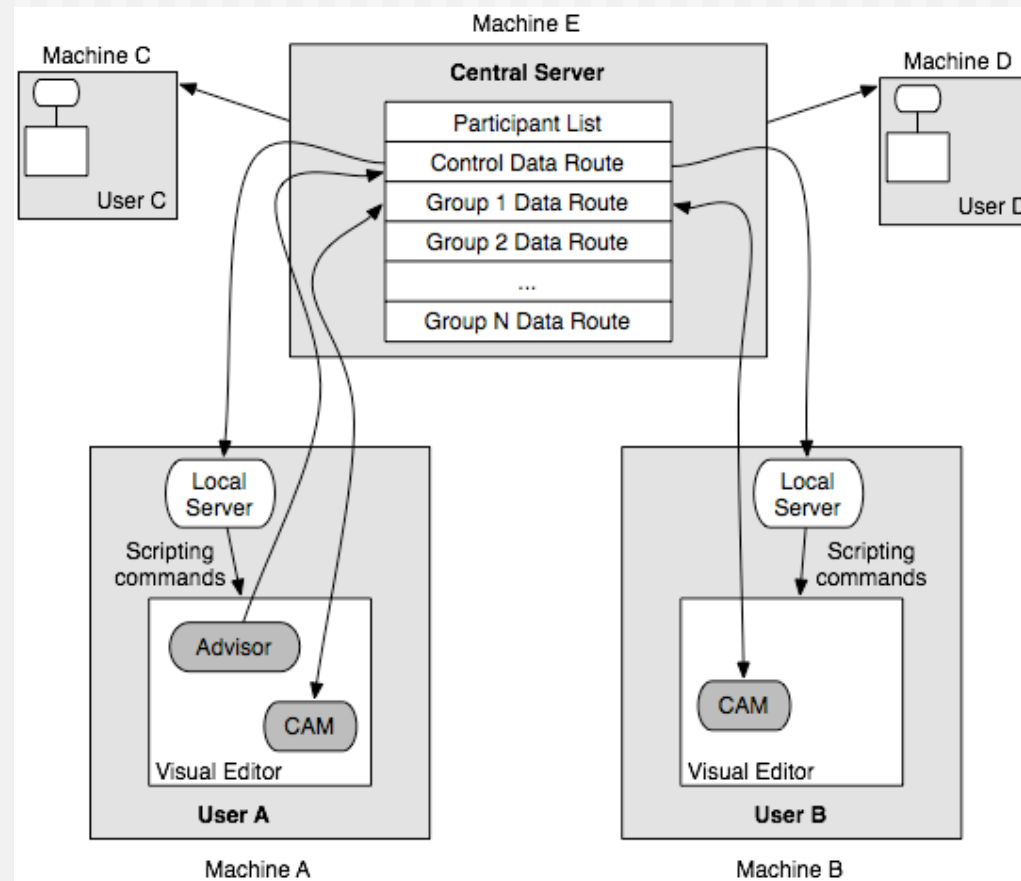 Machine E
Machine C
Machine D
Central Server
Participant List
Control Data Route
Group 1 Data Route
Group 2 Data Route
...
Group N Data Route
User C
User D
Local
Server
Scripting
commands
Advisor
CAM
Visual Editor
User A
Machine A
Local
Server
Scripting
commands
CAM
Visual Editor
User B
Machine B